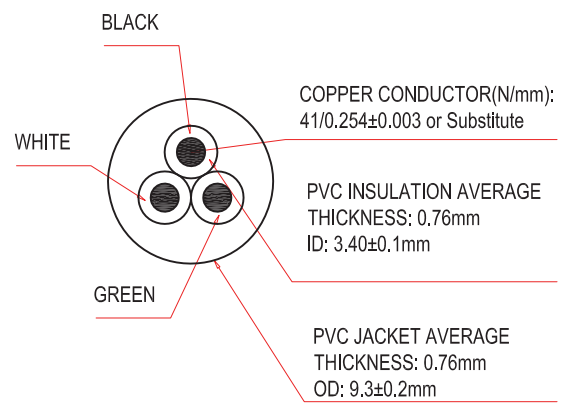 BLACK
COPPER CONDUCTOR(N/mm):
41/0.254±0.003 or Substitute
WHITE
PVC INSULATION AVERAGE
THICKNESS: 0.76mm
ID: 3.40±0.1mm
GREEN
PVC JACKET AVERAGE
THICKNESS: 0.76mm
OD: 9.3±0.2mm